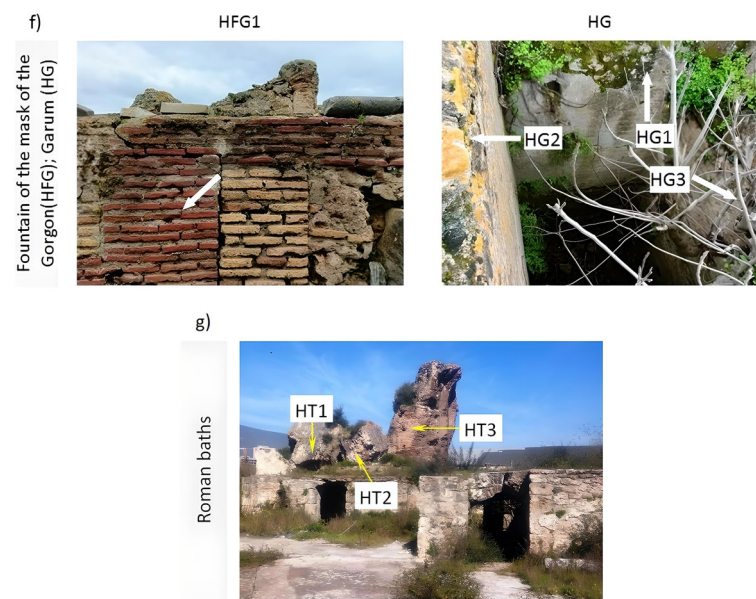 f)
HFG1
HG
Fountain of the mask of the
Gorgon(HFG); Garum (HG)
HG2
HG1
HG3
g)
Roman baths
HT1
HT3
HT2